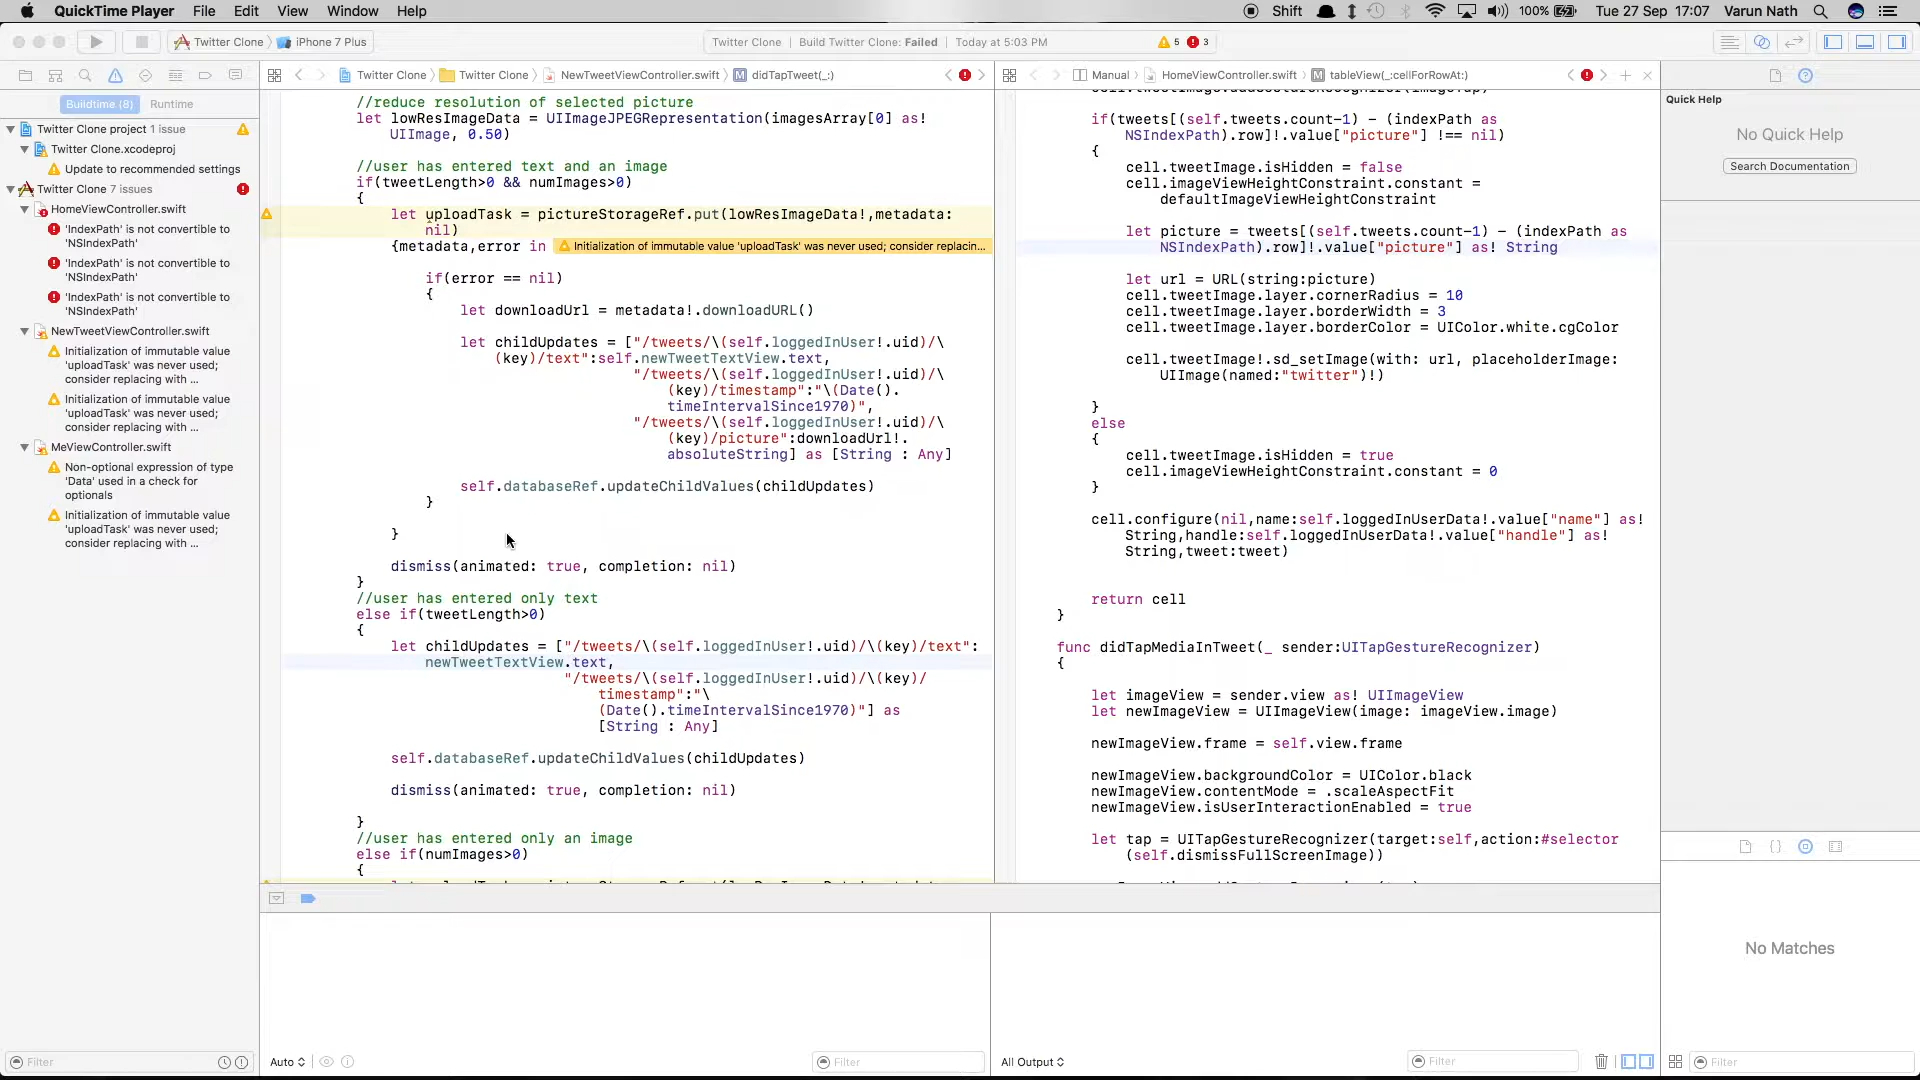 QuickTime Player File Edit View Window Help
Shift 100% Tue 27 Sep 17:07 Varun Nath
Twitter Clone iPhone 7 Plus
Twitter Clone | Build Twitter Clone: Failed | Today at 5:03 PM 5 3
Twitter Clone Twitter Clone NewTweetViewController.swift didTapTweet(_:)
Manual HomeViewController.swift tableView(_:cellForRowAt:)
Buildtime (8) Runtime
Twitter Clone project 1 issue
Twitter Clone.xcodeproj
Update to recommended settings
Twitter Clone 7 issues
HomeViewController.swift
'IndexPath' is not convertible to
'NSIndexPath'
'IndexPath' is not convertible to
'NSIndexPath'
'IndexPath' is not convertible to
'NSIndexPath'
NewTweetViewController.swift
Initialization of immutable value
'uploadTask' was never used;
consider replacing with ...
Initialization of immutable value
'uploadTask' was never used;
consider replacing with ...
MeViewController.swift
Non-optional expression of type
'Data' used in a check for
optionals
Initialization of immutable value
'uploadTask' was never used;
consider replacing with ...
Filter
//reduce resolution of selected picture
let lowResImageData = UIImageJPEGRepresentation(imagesArray[0] as!
UIImage, 0.50)
//user has entered text and an image
if(tweetLength>0 && numImages>0)
{
let uploadTask = pictureStorageRef.put(lowResImageData!,metadata:
nil)
{metadata,error in Initialization of immutable value 'uploadTask' was never used; consider replacin...
if(error == nil)
{
let downloadUrl = metadata!.downloadURL()
let childUpdates = ["/tweets/\(self.loggedInUser!.uid)/\
(key)/text":self.newTweetTextView.text,
"/tweets/\(self.loggedInUser!.uid)/\
(key)/timestamp":"\(Date().
timeIntervalSince1970)",
"/tweets/\(self.loggedInUser!.uid)/\
(key)/picture":downloadUrl!.
absoluteString] as [String : Any]
self.databaseRef.updateChildValues(childUpdates)
}
}
dismiss(animated: true, completion: nil)
}
//user has entered only text
else if(tweetLength>0)
{
let childUpdates = ["/tweets/\(self.loggedInUser!.uid)/\(key)/text":
newTweetTextView.text,
"/tweets/\(self.loggedInUser!.uid)/\(key)/
timestamp":"\
(Date().timeIntervalSince1970)"] as
[String : Any]
self.databaseRef.updateChildValues(childUpdates)
dismiss(animated: true, completion: nil)
}
//user has entered only an image
else if(numImages>0)
{
if(tweets[(self.tweets.count-1) - (indexPath as
NSIndexPath).row]!.value["picture"] !== nil)
{
cell.tweetImage.isHidden = false
cell.imageViewHeightConstraint.constant =
defaultImageViewHeightConstraint
let picture = tweets[(self.tweets.count-1) - (indexPath as
NSIndexPath).row]!.value["picture"] as! String
let url = URL(string:picture)
cell.tweetImage.layer.cornerRadius = 10
cell.tweetImage.layer.borderWidth = 3
cell.tweetImage.layer.borderColor = UIColor.white.cgColor
cell.tweetImage!.sd_setImage(with: url, placeholderImage:
UIImage(named:"twitter")!)
}
else
{
cell.tweetImage.isHidden = true
cell.imageViewHeightConstraint.constant = 0
}
cell.configure(nil,name:self.loggedInUserData!.value["name"] as!
String,handle:self.loggedInUserData!.value["handle"] as!
String,tweet:tweet)
return cell
}
func didTapMediaInTweet(_ sender:UITapGestureRecognizer)
{
let imageView = sender.view as! UIImageView
let newImageView = UIImageView(image: imageView.image)
newImageView.frame = self.view.frame
newImageView.backgroundColor = UIColor.black
newImageView.contentMode = .scaleAspectFit
newImageView.isUserInteractionEnabled = true
let tap = UITapGestureRecognizer(target:self,action:#selector
(self.dismissFullScreenImage))
Auto Filter
All Output Filter
Quick Help
No Quick Help
Search Documentation
No Matches
Filter